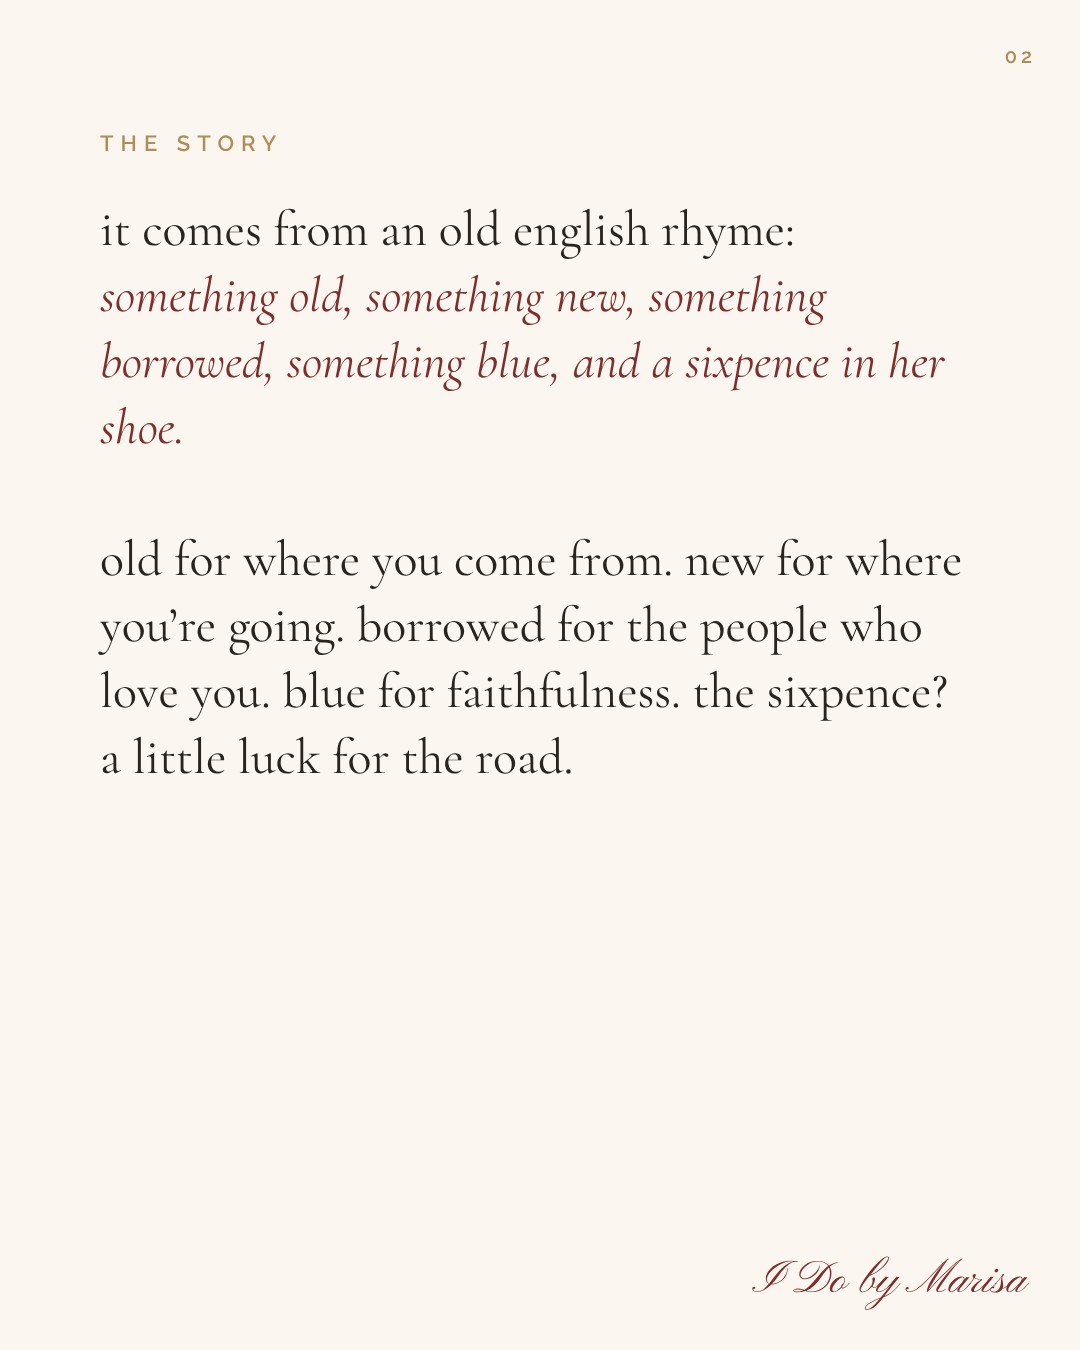 02
THE STORY
it comes from an old english rhyme:
something old, something new, something
borrowed, something blue, and a sixpence in her
shoe.
old for where you come from. new for where
you’re going. borrowed for the people who
love you. blue for faithfulness. the sixpence?
a little luck for the road.
I Do by Marisa